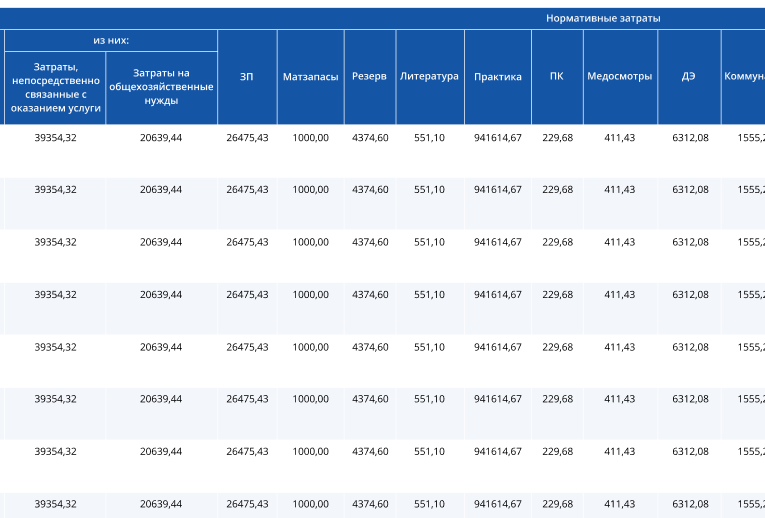 Нормативные затраты
из них:
Затраты, непосредственно связанные с оказанием услуги
Затраты на общехозяйственные нужды
ЗП
Матзапасы
Резерв
Литература
Практика
ПК
Медосмотры
ДЭ
Коммуна
39354,32 20639,44 26475,43 1000,00 4374,60 551,10 941614,67 229,68 411,43 6312,08 1555,2
39354,32 20639,44 26475,43 1000,00 4374,60 551,10 941614,67 229,68 411,43 6312,08 1555,2
39354,32 20639,44 26475,43 1000,00 4374,60 551,10 941614,67 229,68 411,43 6312,08 1555,2
39354,32 20639,44 26475,43 1000,00 4374,60 551,10 941614,67 229,68 411,43 6312,08 1555,2
39354,32 20639,44 26475,43 1000,00 4374,60 551,10 941614,67 229,68 411,43 6312,08 1555,2
39354,32 20639,44 26475,43 1000,00 4374,60 551,10 941614,67 229,68 411,43 6312,08 1555,2
39354,32 20639,44 26475,43 1000,00 4374,60 551,10 941614,67 229,68 411,43 6312,08 1555,2
39354,32 20639,44 26475,43 1000,00 4374,60 551,10 941614,67 229,68 411,43 6312,08 1555,2